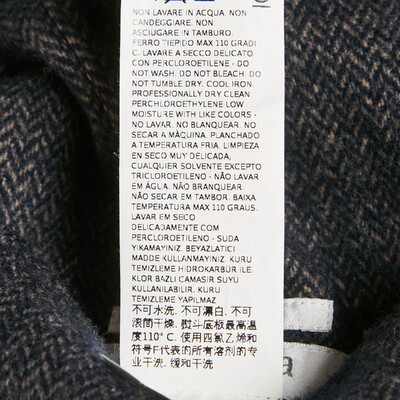 NON LAVARE IN ACQUA. NON
CANDEGGIARE. NON
ASCIUGARE IN TAMBURO.
FERRO TIEPIDO MAX 110 GRADI
C. LAVARE A SECCO DELICATO
CON PERCLOROETILENE - DO
NOT WASH. DO NOT BLEACH. DO
NOT TUMBLE DRY. COOL IRON.
PROFESSIONALLY DRY CLEAN
PERCHLOROETHYLENE LOW
MOISTURE WITH LIKE COLORS -
NO LAVAR. NO BLANQUEAR. NO
SECAR A MÀQUINA. PLANCHADO
A TEMPERATURA FRIA. LIMPIEZA
EN SECO MUY DELICADA,
CUALQUIER SOLVENTE EXCEPTO
TRICLOROETILENO - NÃO LAVAR
EM ÁGUA. NÃO BRANQUEAR.
NÃO SECAR EM TAMBOR. BAIXA
TEMPERATURA MAX 110 GRAUS.
LAVAR EM SECO
DELICADAMENTE COM
PERCLOROETILENO - SUDA
YIKAMAYINIZ. BEYAZLATICI
MADDE KULLANMAYINIZ. KURU
TEMIZLEME HIDROKARBÜR ILE.
KLOR BAZLI CAMASIR SUYU
KULLANILABILIR. KURU
TEMIZLEME YAPILMAZ
不可水洗. 不可漂白. 不可
滚筒干燥. 熨斗底板最高温
度110° C. 使用四氯乙烯和
符号F代表的所有溶剂的专
业干洗. 缓和干洗
a